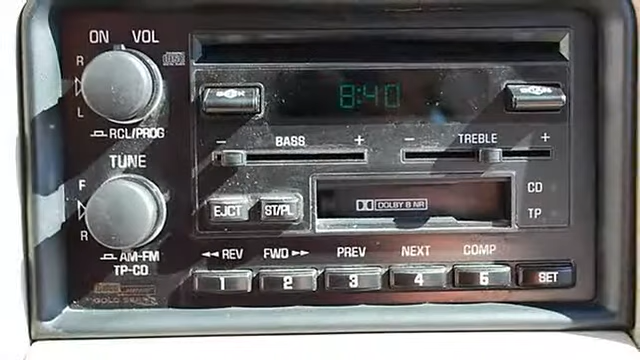 ON VOL
R
L
RCL/PROG
8:40
- BASS +
- TREBLE +
TUNE
F
R
EJCT ST/PL
DOLBY B NR
CD
TP
AM-FM
TP-CD
◄◄ REV FWD ►► PREV NEXT COMP
1 2 3 4 5 SET